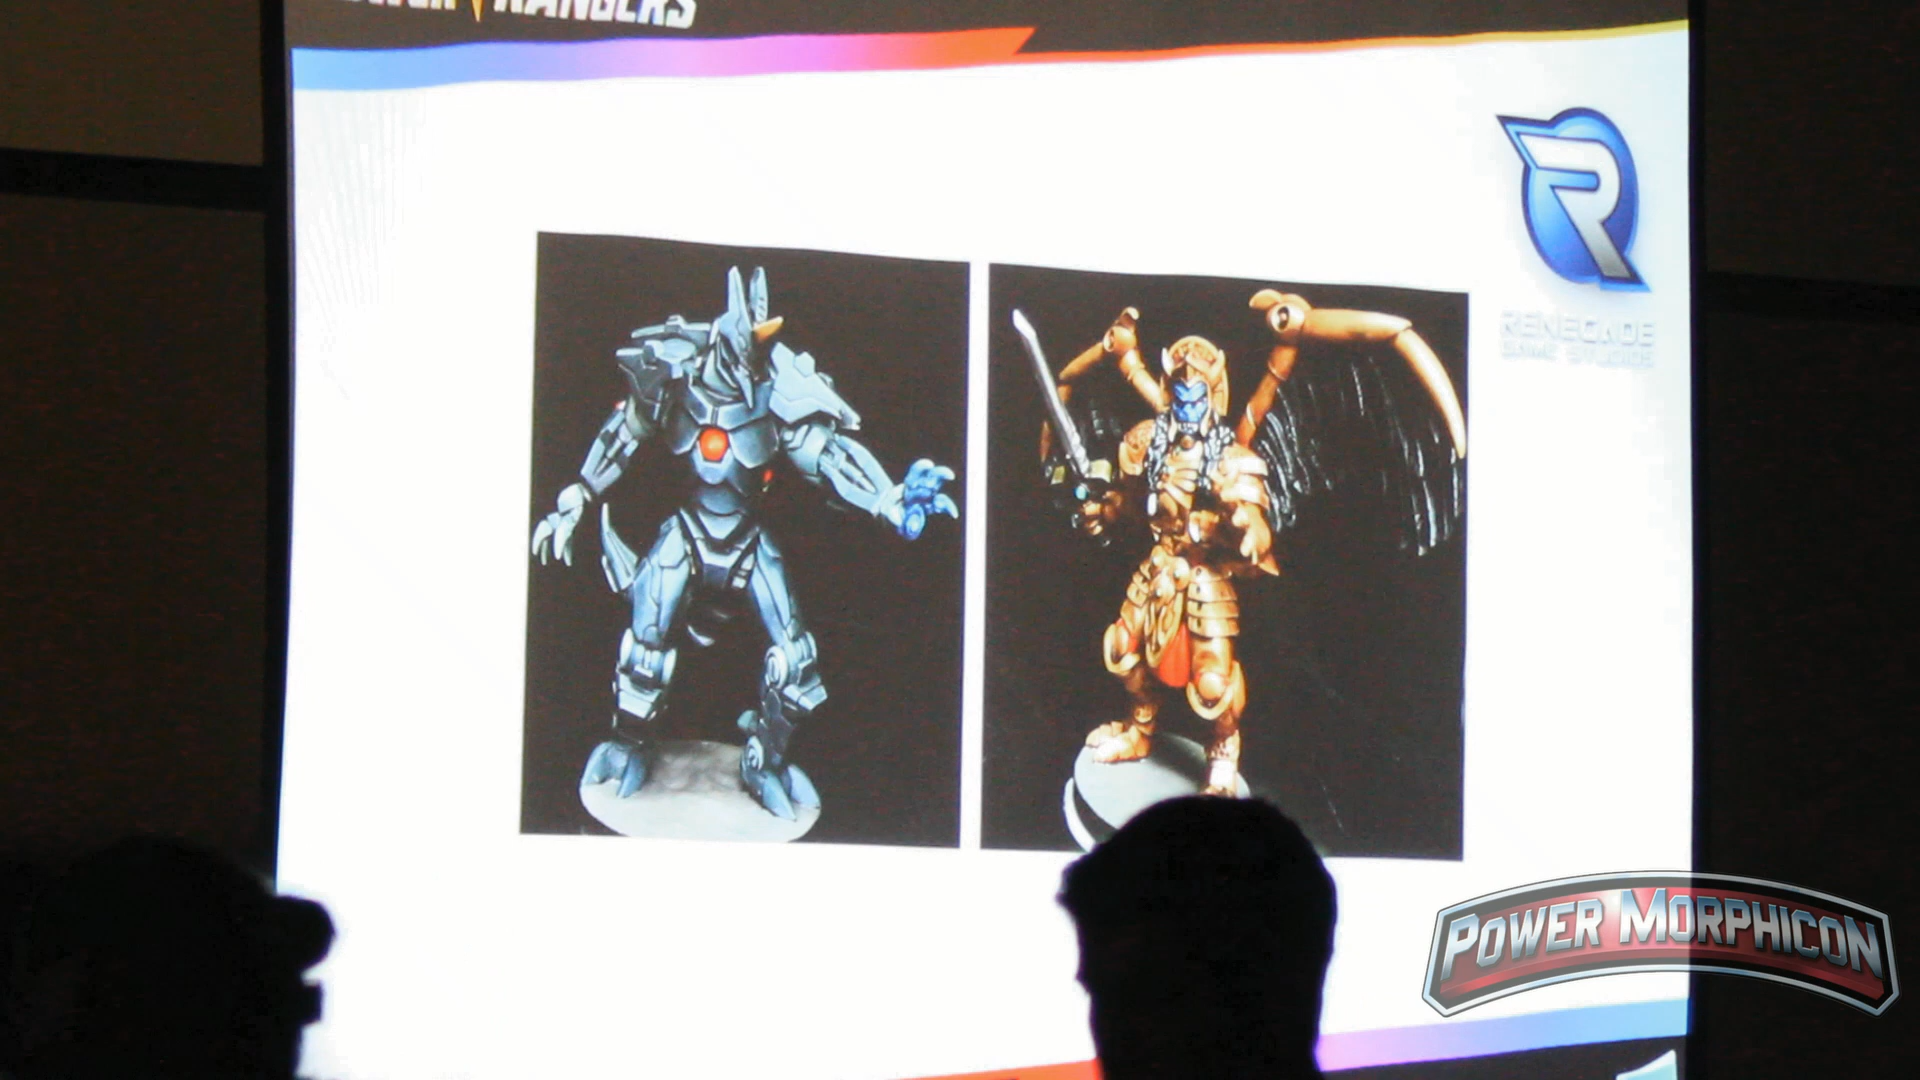 RANGERS
R
RENEGADE
GAME STUDIOS
POWER MORPHICON